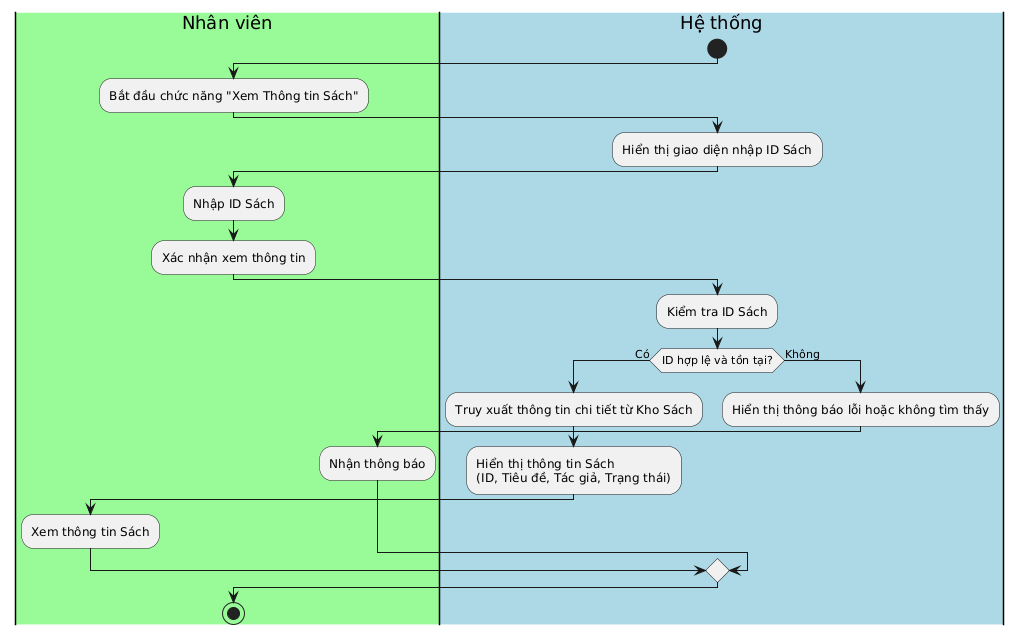 Nhân viên
Hệ thống
Bắt đầu chức năng "Xem Thông tin Sách"
Hiển thị giao diện nhập ID Sách
Nhập ID Sách
Xác nhận xem thông tin
Kiểm tra ID Sách
Có
ID hợp lệ và tồn tại?
Không
Truy xuất thông tin chi tiết từ Kho Sách
Hiển thị thông báo lỗi hoặc không tìm thấy
Nhận thông báo
Hiển thị thông tin Sách
(ID, Tiêu đề, Tác giả, Trạng thái)
Xem thông tin Sách